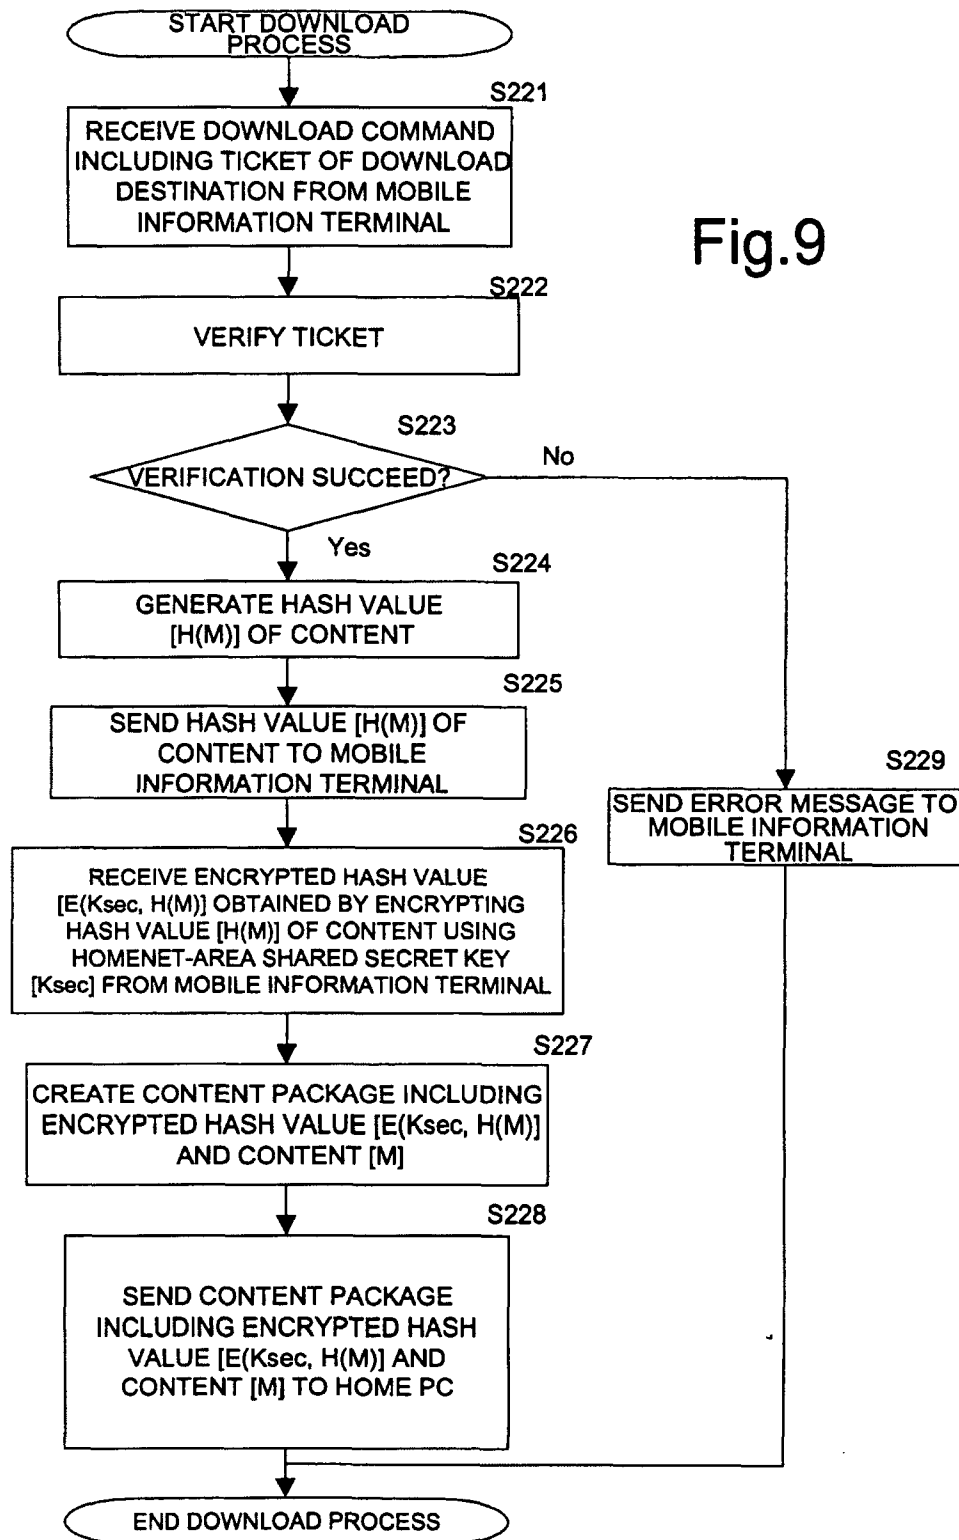 START DOWNLOAD
PROCESS
S221
RECEIVE DOWNLOAD COMMAND
INCLUDING TICKET OF DOWNLOAD
DESTINATION FROM MOBILE
INFORMATION TERMINAL
Fig.9
S222
VERIFY TICKET
S223
VERIFICATION SUCCEED?
No
Yes
S224
GENERATE HASH VALUE
[H(M)] OF CONTENT
S225
SEND HASH VALUE [H(M)] OF
CONTENT TO MOBILE
INFORMATION TERMINAL
S229
SEND ERROR MESSAGE TO
MOBILE INFORMATION
TERMINAL
S226
RECEIVE ENCRYPTED HASH VALUE
[E(Ksec, H(M)] OBTAINED BY ENCRYPTING
HASH VALUE [H(M)] OF CONTENT USING
HOMENET-AREA SHARED SECRET KEY
[Ksec] FROM MOBILE INFORMATION TERMINAL
S227
CREATE CONTENT PACKAGE INCLUDING
ENCRYPTED HASH VALUE [E(Ksec, H(M)]
AND CONTENT [M]
S228
SEND CONTENT PACKAGE
INCLUDING ENCRYPTED HASH
VALUE [E(Ksec, H(M)] AND
CONTENT [M] TO HOME PC
END DOWNLOAD PROCESS